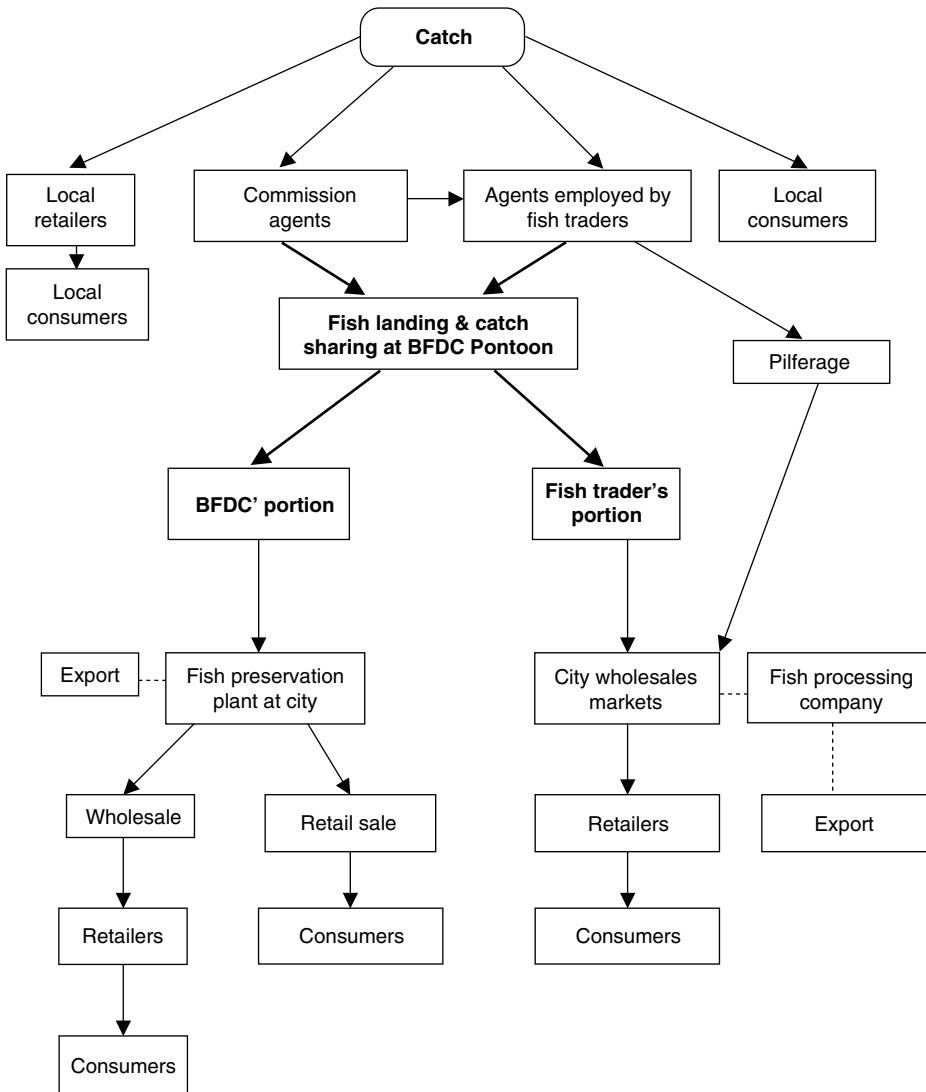 Catch
Local
retailers
Commission
agents
Agents employed by
fish traders
Local
consumers
Local
consumers
Fish landing & catch
sharing at BFDC Pontoon
Pilferage
BFDC' portion
Fish trader's
portion
Export
Fish preservation
plant at city
City wholesales
markets
Fish processing
company
Wholesale
Retail sale
Retailers
Export
Retailers
Consumers
Consumers
Consumers